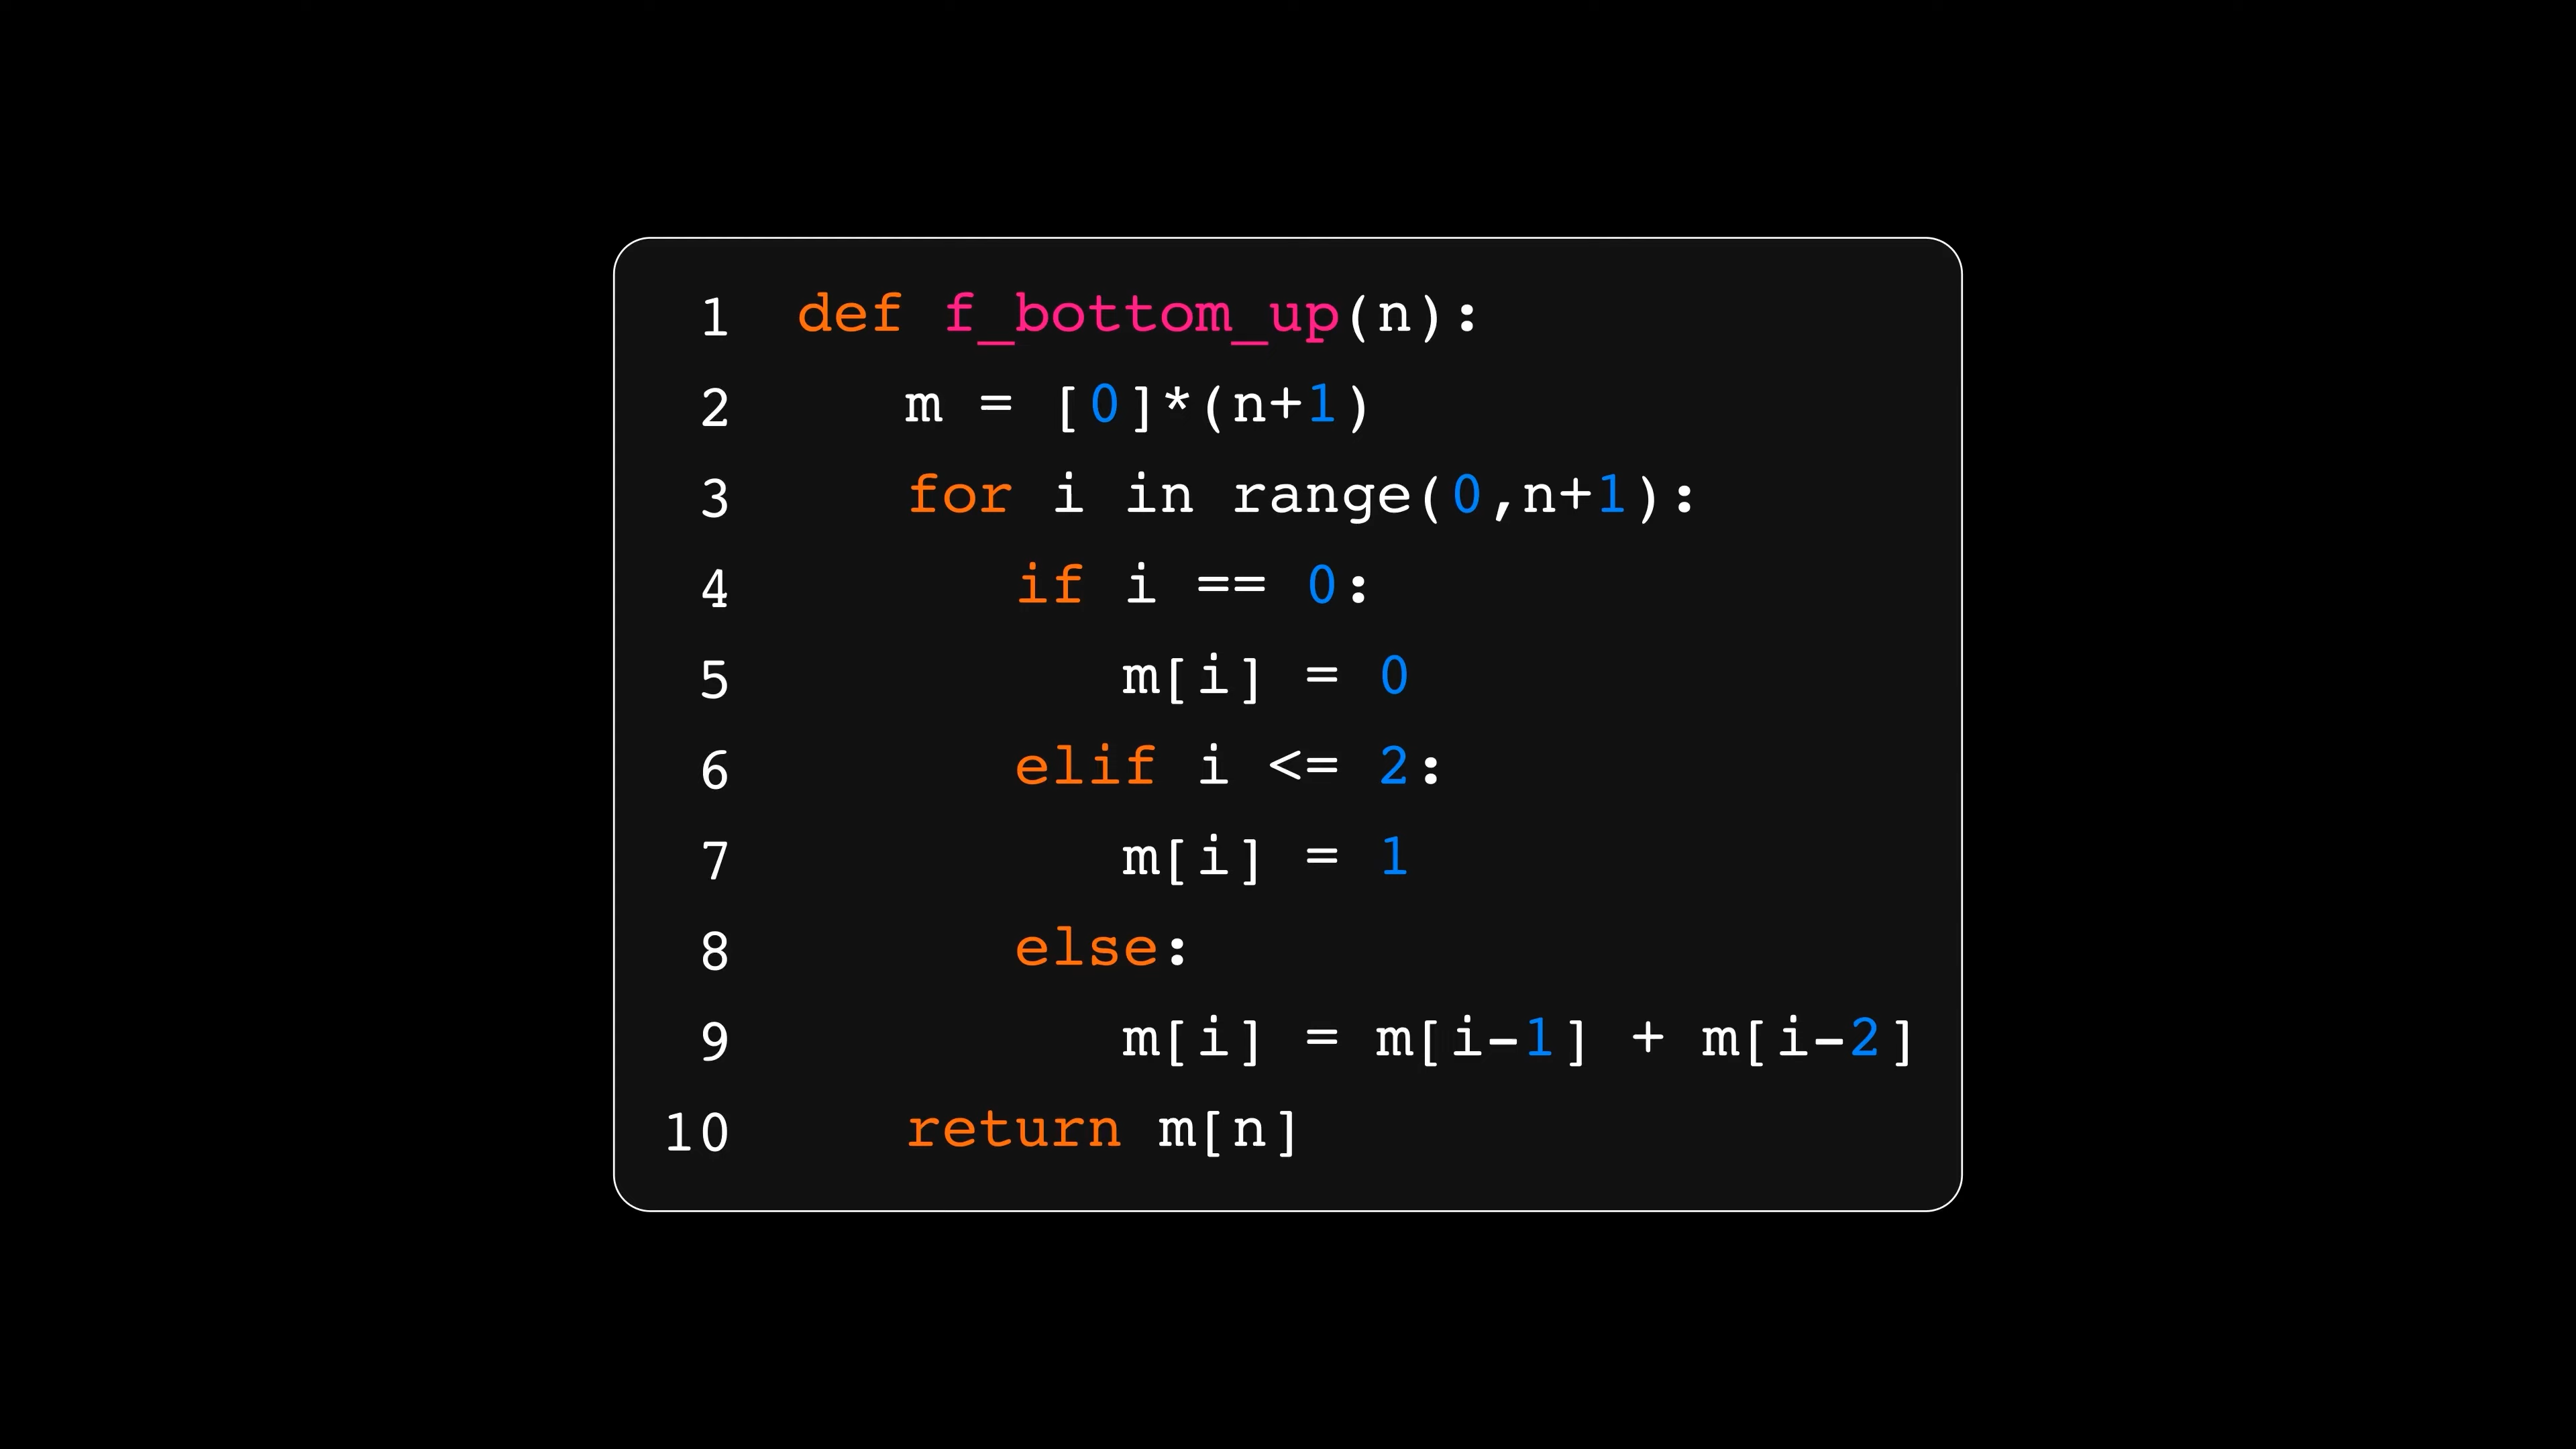 1 def f_bottom_up(n):
2    m = [0]*(n+1)
3    for i in range(0,n+1):
4       if i == 0:
5          m[i] = 0
6       elif i <= 2:
7          m[i] = 1
8       else:
9          m[i] = m[i-1] + m[i-2]
10    return m[n]